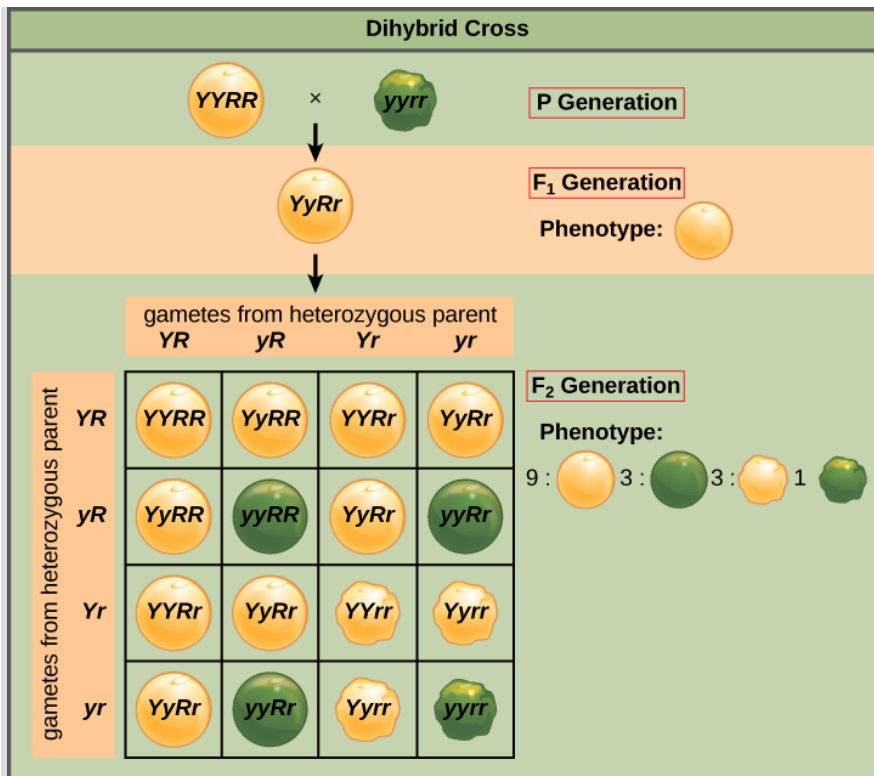 Dihybrid Cross
YYRR × yyrr P Generation
F₁ Generation
YyRr
Phenotype:
gametes from heterozygous parent
YR yR Yr yr
gametes from heterozygous parent
F₂ Generation
Phenotype:
9 : 3 : 3 : 1
YR YYRR YyRR YYRr YyRr
yR YyRR yyRR YyRr yyRr
Yr YYRr YyRr YYrr Yyrr
yr YyRr yyRr Yyrr yyrr